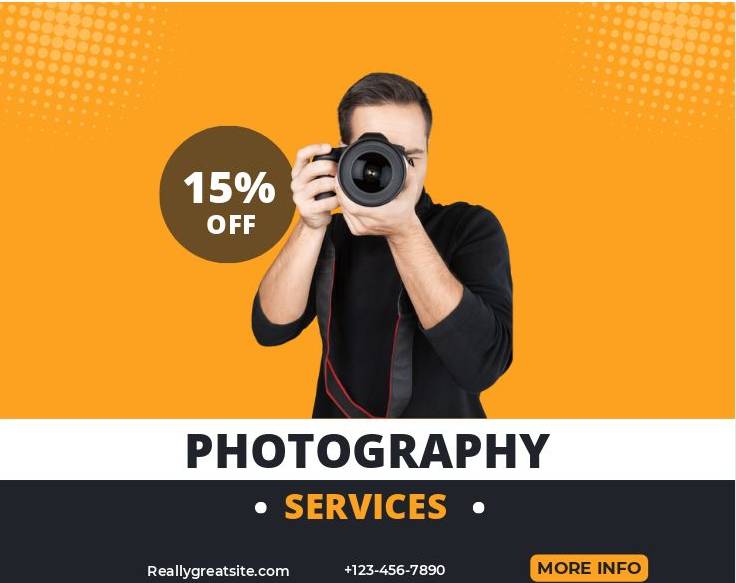 15%
OFF
PHOTOGRAPHY
• SERVICES •
Reallygreatsite.com
+123-456-7890
MORE INFO